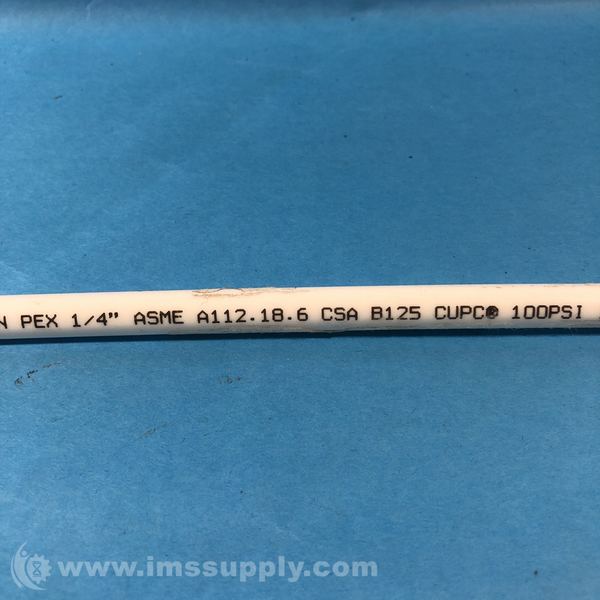 N PEX 1/4” ASME A112.18.6 CSA B125 CUPC® 100PSI
www.imssupply.com